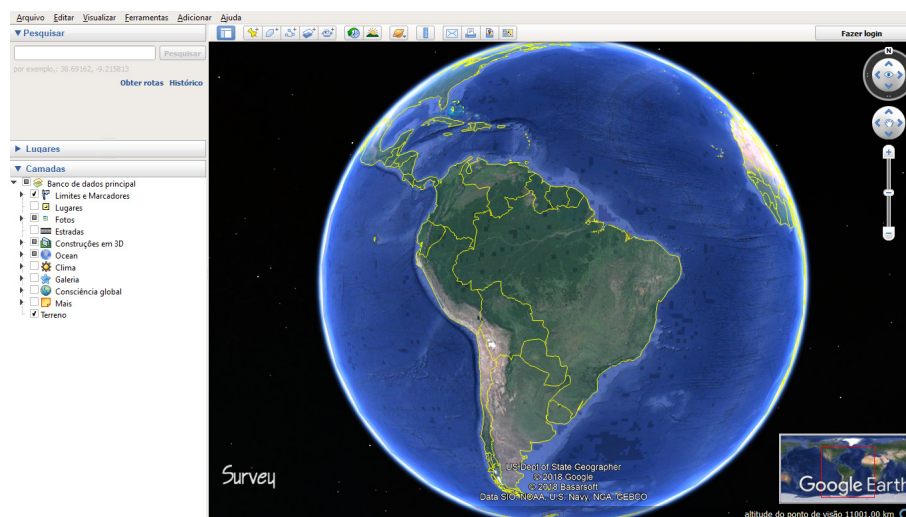 Arquivo Editar Visualizar Ferramentas Adicionar Ajuda
Pesquisar
Pesquisar
por exemplo.: 38.69162, -9.215813
Obter rotas Histórico
Lugares
Camadas
Banco de dados principal
Limites e Marcadores
Lugares
Fotos
Estradas
Construções em 3D
Ocean
Clima
Galeria
Consciência global
Mais
Terreno
Fazer login
N
Survey
US Dept of State Geographer
© 2018 Google
© 2018 Basarsoft
Data SIO, NOAA, U.S. Navy, NGA, GEBCO
Google Earth
altitude do ponto de visão 11001.00 km